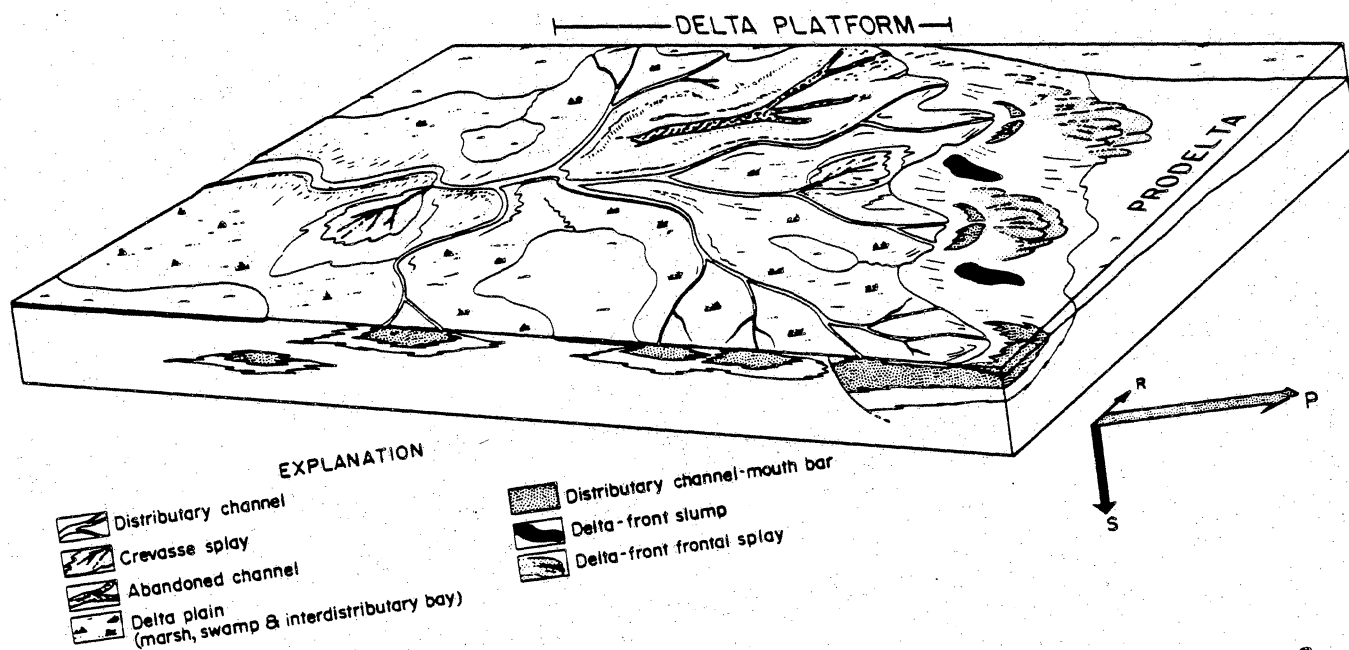 DELTA PLATFORM
PRODELTA
R
P
S
EXPLANATION
Distributary channel
Crevasse splay
Abandoned channel
Delta plain
(marsh, swamp & interdistributary bay)
Distributary channel-mouth bar
Delta-front slump
Delta-front frontal splay